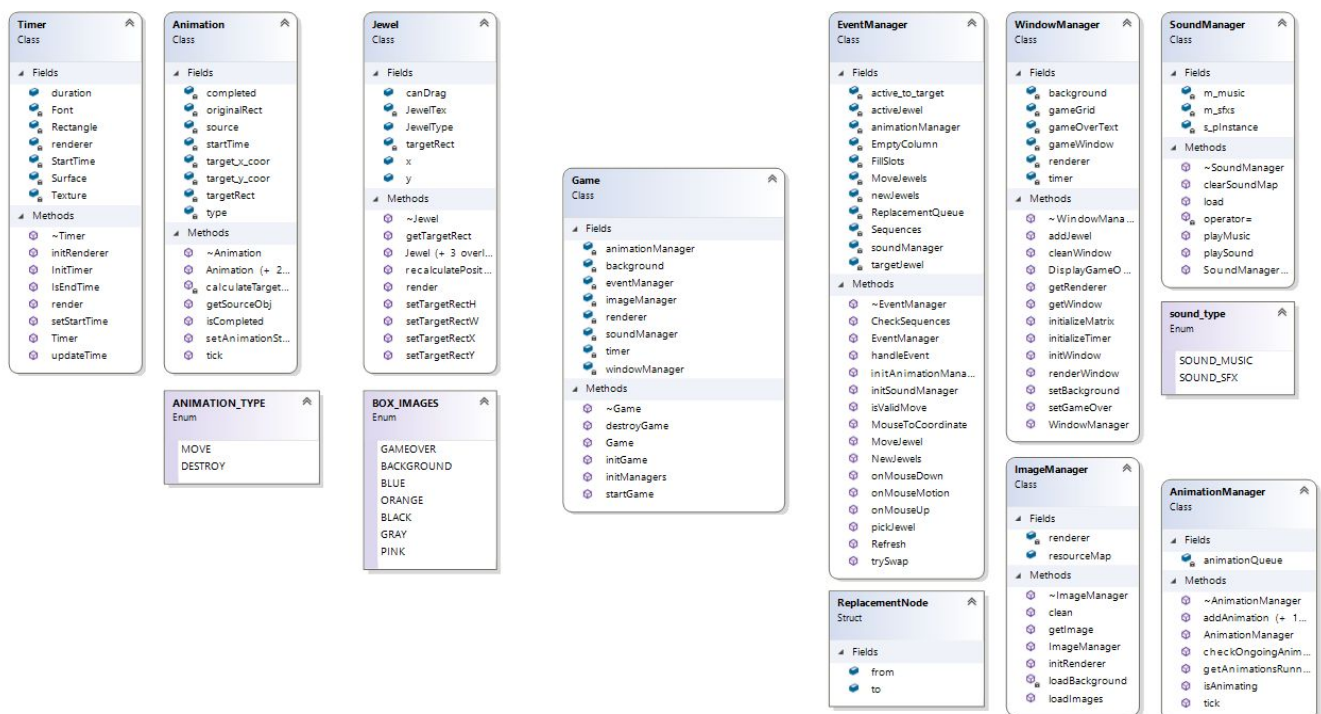 Timer
Class
Fields
duration
Font
Rectangle
renderer
StartTime
Surface
Texture
Methods
~Timer
initRenderer
InitTimer
IsEndTime
render
setStartTime
Timer
updateTime
Animation
Class
Fields
completed
originalRect
source
startTime
target_x_coor
target_y_coor
targetRect
type
Methods
~Animation
Animation (+ 2...
calculateTarget...
getSourceObj
isCompleted
setAnimationSt...
tick
ANIMATION_TYPE
Enum
MOVE
DESTROY
Jewel
Class
Fields
canDrag
JewelTex
JewelType
targetRect
x
y
Methods
~Jewel
getTargetRect
Jewel (+ 3 overl...
recalculatePosit...
render
setTargetRectH
setTargetRectW
setTargetRectX
setTargetRectY
BOX_IMAGES
Enum
GAMEOVER
BACKGROUND
BLUE
ORANGE
BLACK
GRAY
PINK
Game
Class
Fields
animationManager
background
eventManager
imageManager
renderer
soundManager
timer
windowManager
Methods
~Game
destroyGame
Game
initGame
initManagers
startGame
EventManager
Class
Fields
active_to_target
activeJewel
animationManager
EmptyColumn
FillSlots
MoveJewels
newJewels
ReplacementQueue
Sequences
soundManager
targetJewel
Methods
~EventManager
CheckSequences
EventManager
handleEvent
initAnimationMana...
initSoundManager
isValidMove
MouseToCoordinate
MoveJewel
NewJewels
onMouseDown
onMouseMotion
onMouseUp
pickJewel
Refresh
trySwap
ReplacementNode
Struct
Fields
from
to
WindowManager
Class
Fields
background
gameGrid
gameOverText
gameWindow
renderer
timer
Methods
~WindowMana...
addJewel
cleanWindow
DisplayGameO...
getRenderer
getWindow
initializeMatrix
initializeTimer
initWindow
renderWindow
setBackground
setGameOver
WindowManager
ImageManager
Class
Fields
renderer
resourceMap
Methods
~ImageManager
clean
getImage
ImageManager
initRenderer
loadBackground
loadImages
SoundManager
Class
Fields
m_music
m_sfxs
s_pInstance
Methods
~SoundManager
clearSoundMap
load
operator=
playMusic
playSound
SoundManager...
sound_type
Enum
SOUND_MUSIC
SOUND_SFX
AnimationManager
Class
Fields
animationQueue
Methods
~AnimationManager
addAnimation (+ 1...
AnimationManager
checkOngoingAnim...
getAnimationsRunn...
isAnimating
tick